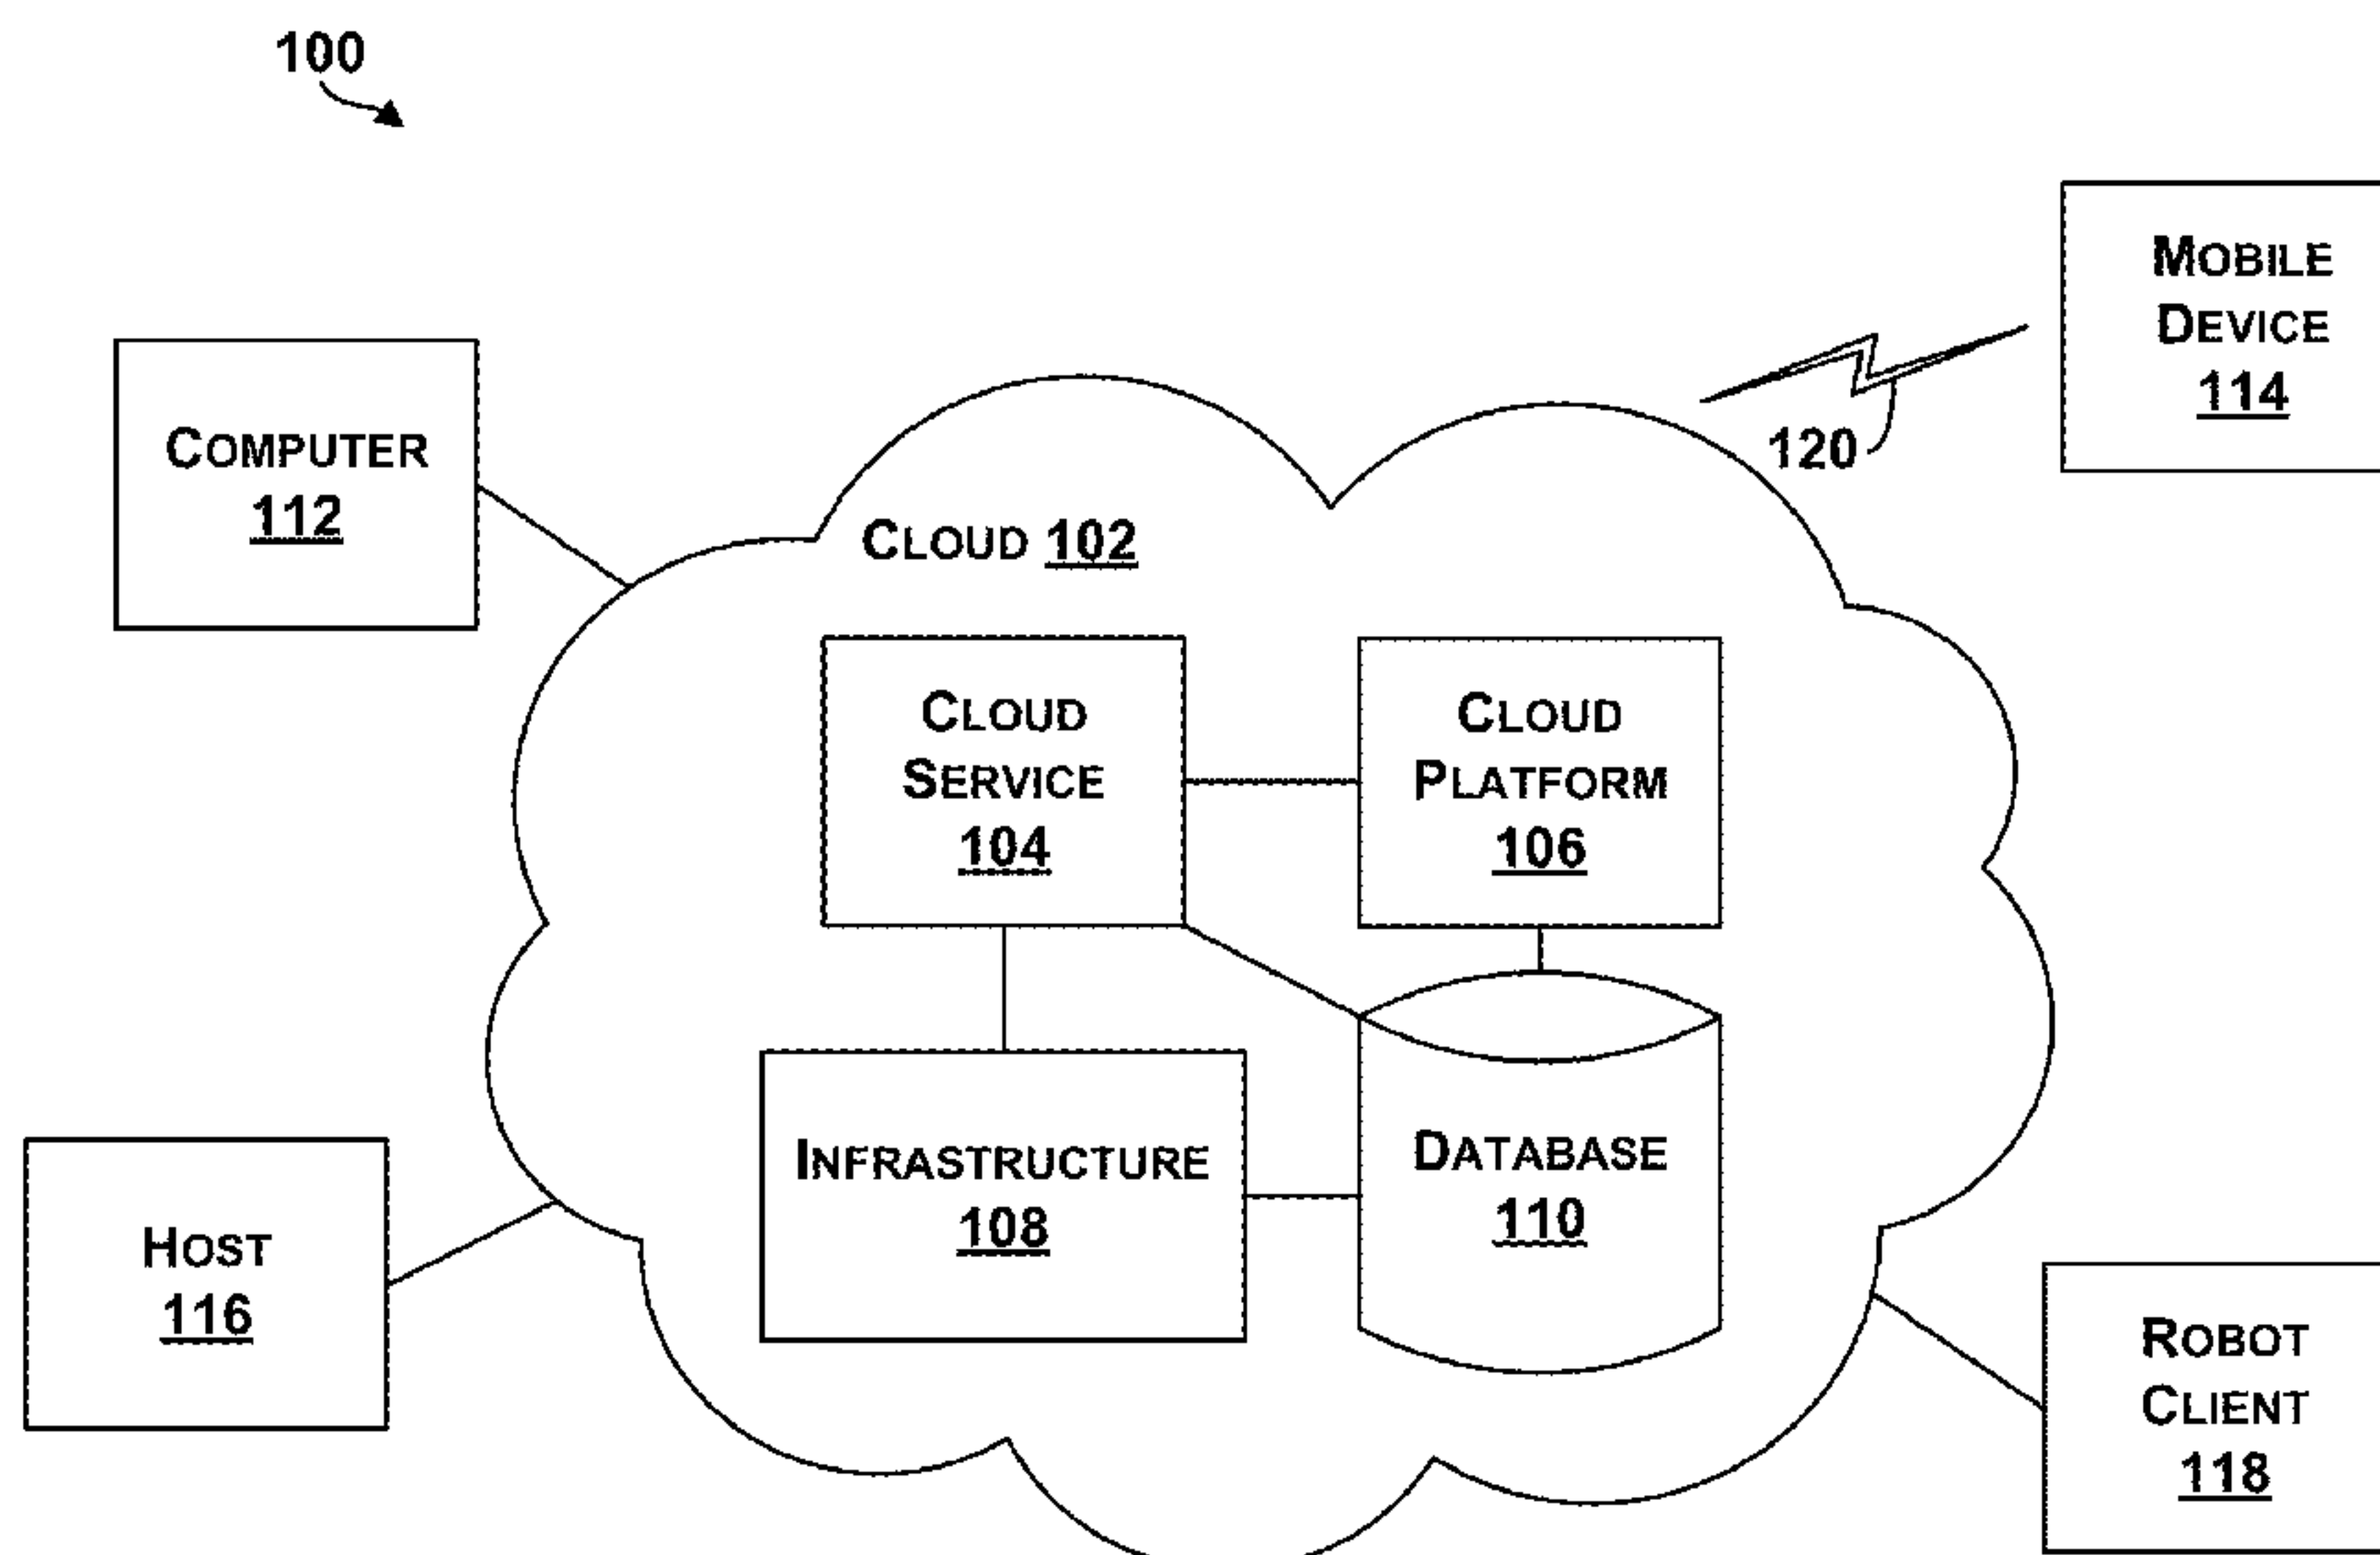 100
MOBILE
DEVICE
114
COMPUTER
112
120
CLOUD 102
CLOUD
SERVICE
104
CLOUD
PLATFORM
106
INFRASTRUCTURE
108
DATABASE
110
HOST
116
ROBOT
CLIENT
118